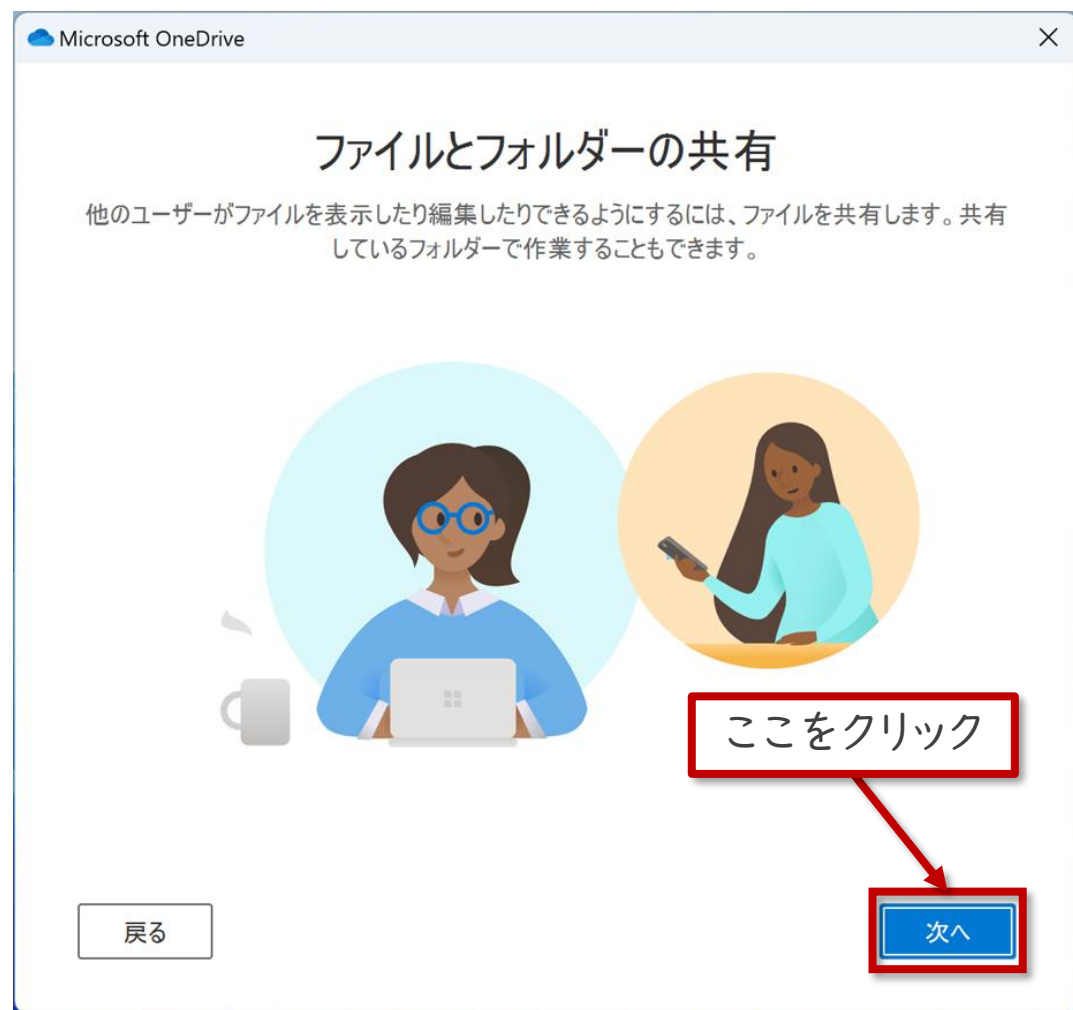 Microsoft OneDrive
ファイルとフォルダーの共有
他のユーザーがファイルを表示したり編集したりできるようにするには、ファイルを共有します。共有
しているフォルダーで作業することもできます。
ここをクリック
戻る
次へ